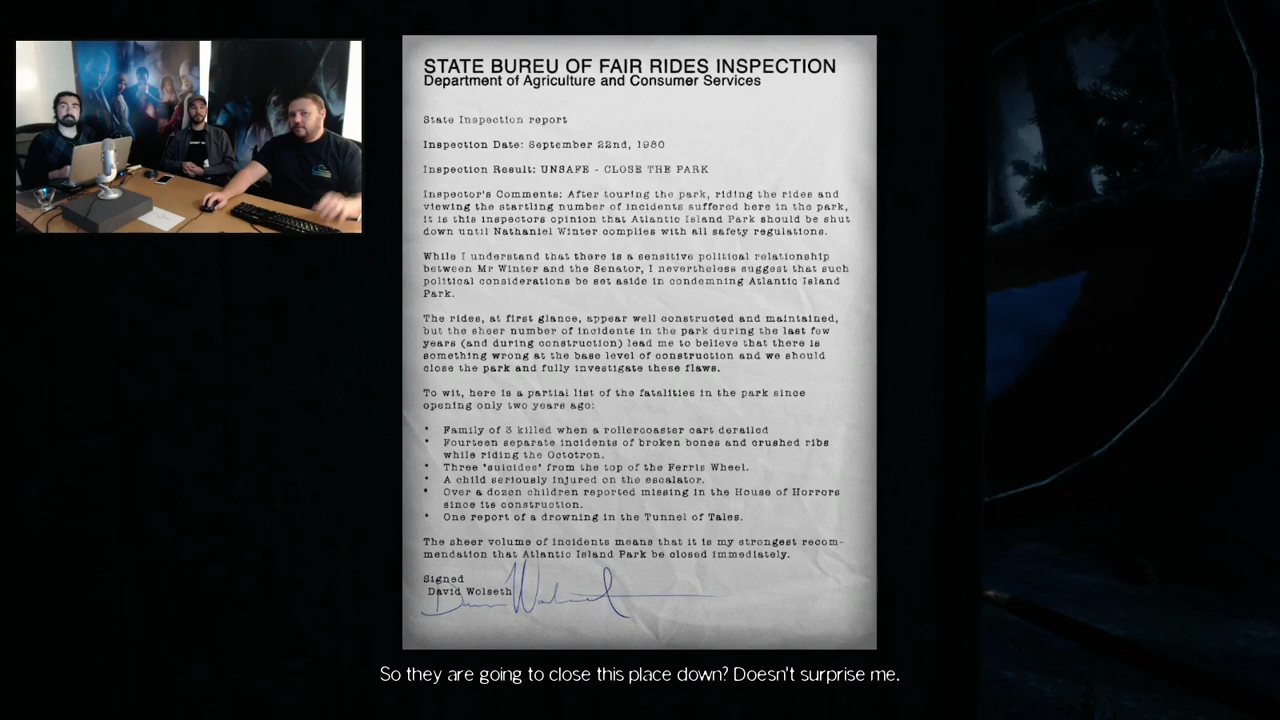 STATE BUREU OF FAIR RIDES INSPECTION
Department of Agriculture and Consumer Services
State Inspection report
Inspection Date: September 22nd, 1980
Inspection Result: UNSAFE - CLOSE THE PARK
Inspector's Comments: After touring the park, riding the rides and
viewing the startling number of incidents suffered here in the park,
it is this inspectors opinion that Atlantic Island Park should be shut
down until Nathaniel Winter complies with all safety regulations.
While I understand that there is a sensitive political relationship
between Mr Winter and the Senator, I nevertheless suggest that such
political considerations be set aside in condemning Atlantic Island
Park.
The rides, at first glance, appear well constructed and maintained,
but the sheer number of incidents in the park during the last few
years (and during construction) lead me to believe that there is
something wrong at the base level of construction and we should
close the park and fully investigate these flaws.
To wit, here is a partial list of the fatalities in the park since
opening only two years ago:
* Family of 3 killed when a rollercoaster cart derailed
* Fourteen separate incidents of broken bones and crushed ribs
while riding the Octotron.
* Three 'suicides' from the top of the Ferris Wheel.
* A child seriously injured on the escalator.
* Over a dozen children reported missing in the House of Horrors
since its construction.
* One report of a drowning in the Tunnel of Tales.
The sheer volume of incidents means that it is my strongest recom-
mendation that Atlantic Island Park be closed immediately.
Signed
David Wolseth
So they are going to close this place down? Doesn't surprise me.